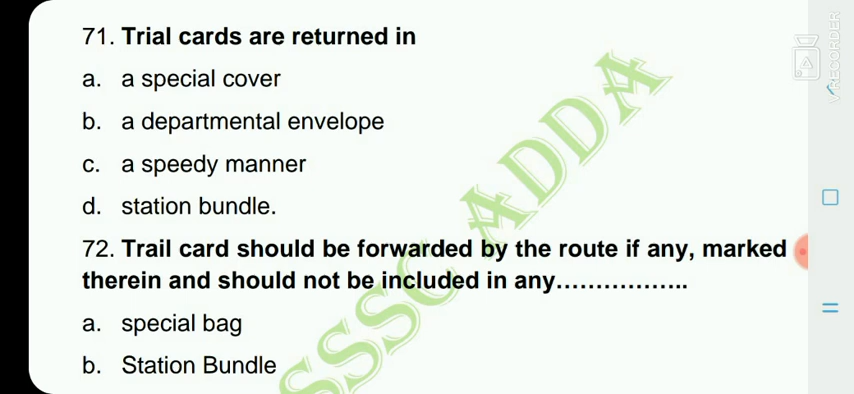 71. Trial cards are returned in
a. a special cover
b. a departmental envelope
c. a speedy manner
d. station bundle.
72. Trail card should be forwarded by the route if any, marked
therein and should not be included in any……………..
a. special bag
b. Station Bundle
SSSC ADDA
V RECORDER